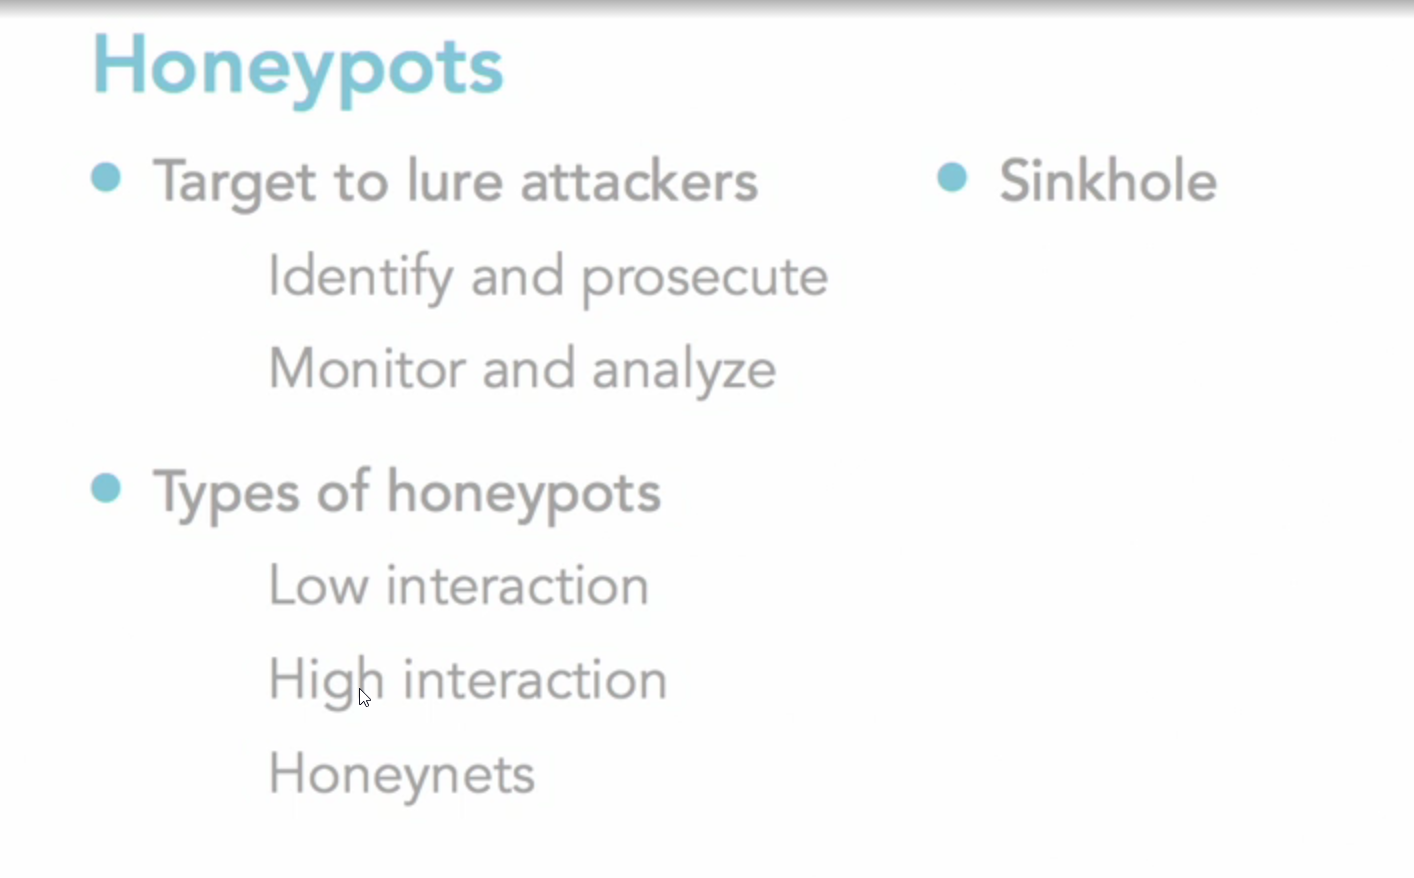 Honeypots
Target to lure attackers
Identify and prosecute
Monitor and analyze
Types of honeypots
Low interaction
High interaction
Honeynets
Sinkhole